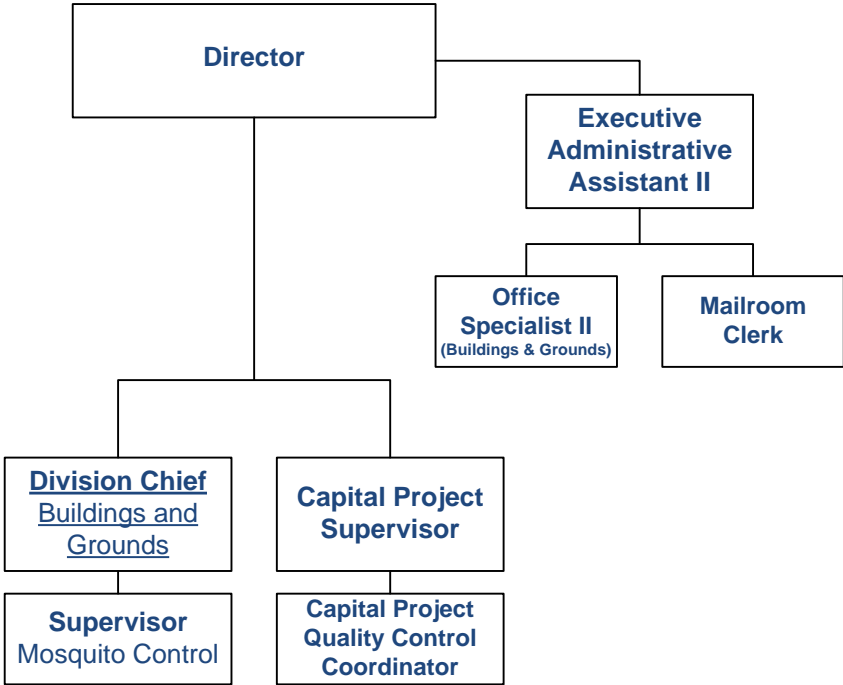 Director
Executive
Administrative
Assistant II
Office
Specialist II
(Buildings & Grounds)
Mailroom
Clerk
Division Chief
Buildings and
Grounds
Capital Project
Supervisor
Supervisor
Mosquito Control
Capital Project
Quality Control
Coordinator